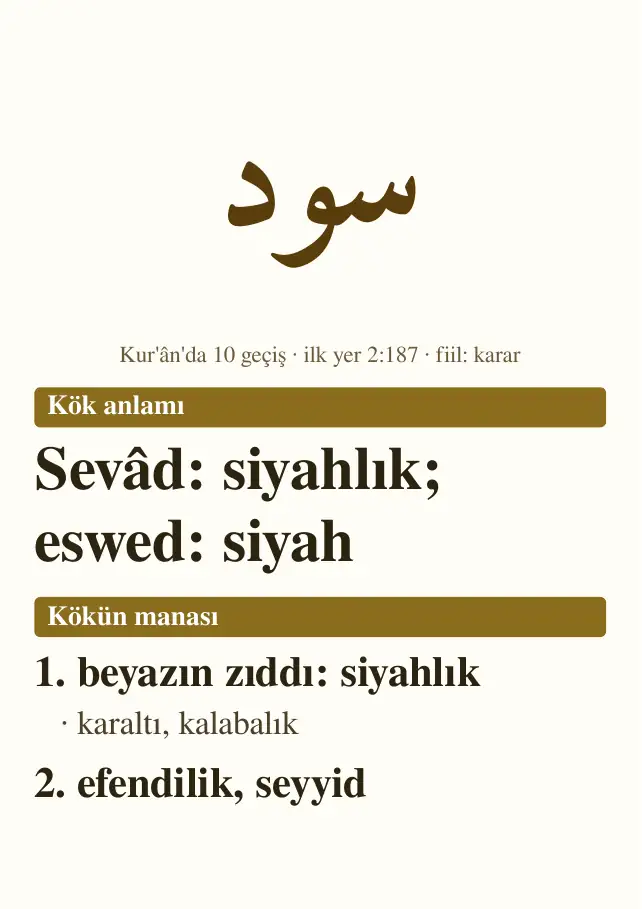 سود
Kur'ân'da 10 geçiş · ilk yer 2:187 · fiil: karar
Kök anlamı
Sevâd: siyahlık;
eswed: siyah
Kökün manası
1. beyazın zıddı: siyahlık
· karaltı, kalabalık
2. efendilik, seyyid